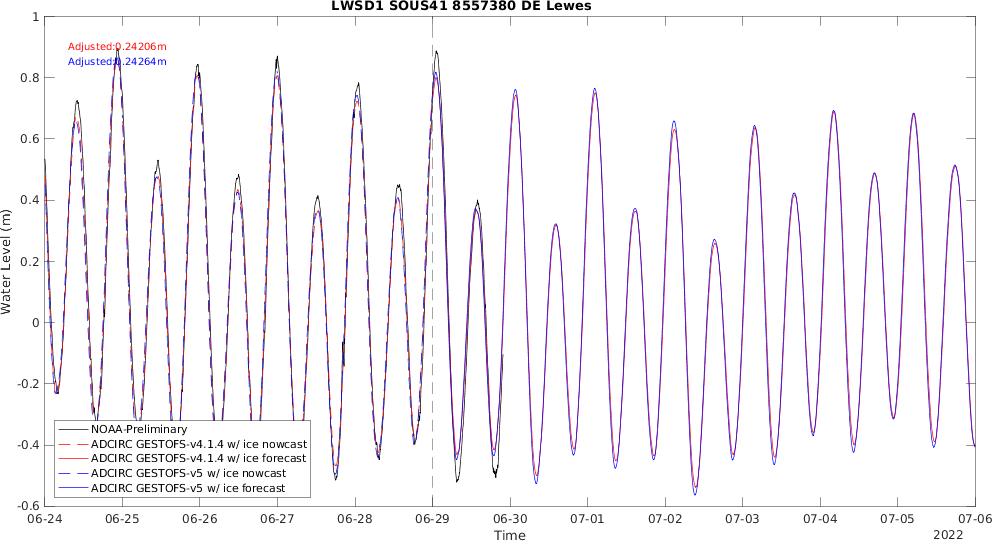 LWSD1 SOUS41 8557380 DE Lewes
Adjusted:0.24206m
Adjusted:0.24264m
Water Level (m)
1
0.8
0.6
0.4
0.2
0
-0.2
-0.4
-0.6
NOAA-Preliminary
ADCIRC GESTOFS-v4.1.4 w/ ice nowcast
ADCIRC GESTOFS-v4.1.4 w/ ice forecast
ADCIRC GESTOFS-v5 w/ ice nowcast
ADCIRC GESTOFS-v5 w/ ice forecast
06-24 06-25 06-26 06-27 06-28 06-29 06-30 07-01 07-02 07-03 07-04 07-05 07-06
Time
2022